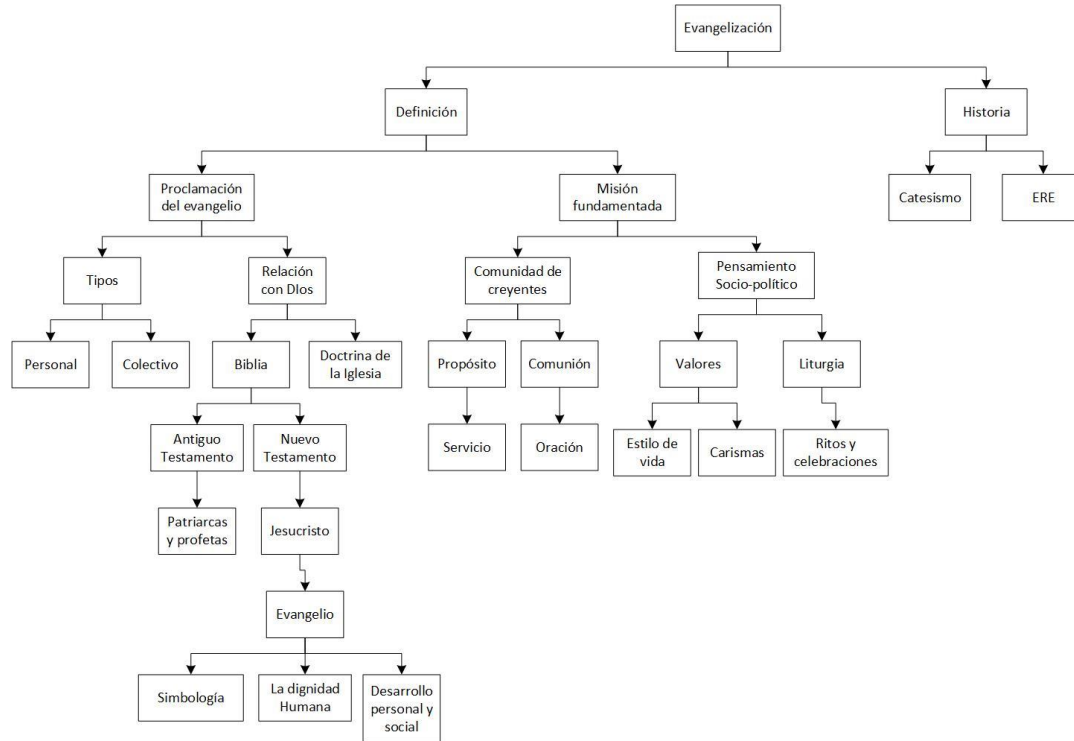 Evangelización
Definición
Historia
Proclamación
del evangelio
Misión
fundamentada
Catesismo
ERE
Tipos
Relación
con DIos
Comunidad de
creyentes
Pensamiento
Socio-político
Personal
Colectivo
Biblia
Doctrina de
la Iglesia
Propósito
Comunión
Valores
Liturgia
Antiguo
Testamento
Nuevo
Testamento
Servicio
Oración
Estilo de
vida
Carismas
Ritos y
celebraciones
Patriarcas
y profetas
Jesucristo
Evangelio
Simbología
La dignidad
Humana
Desarrollo
personal y
social